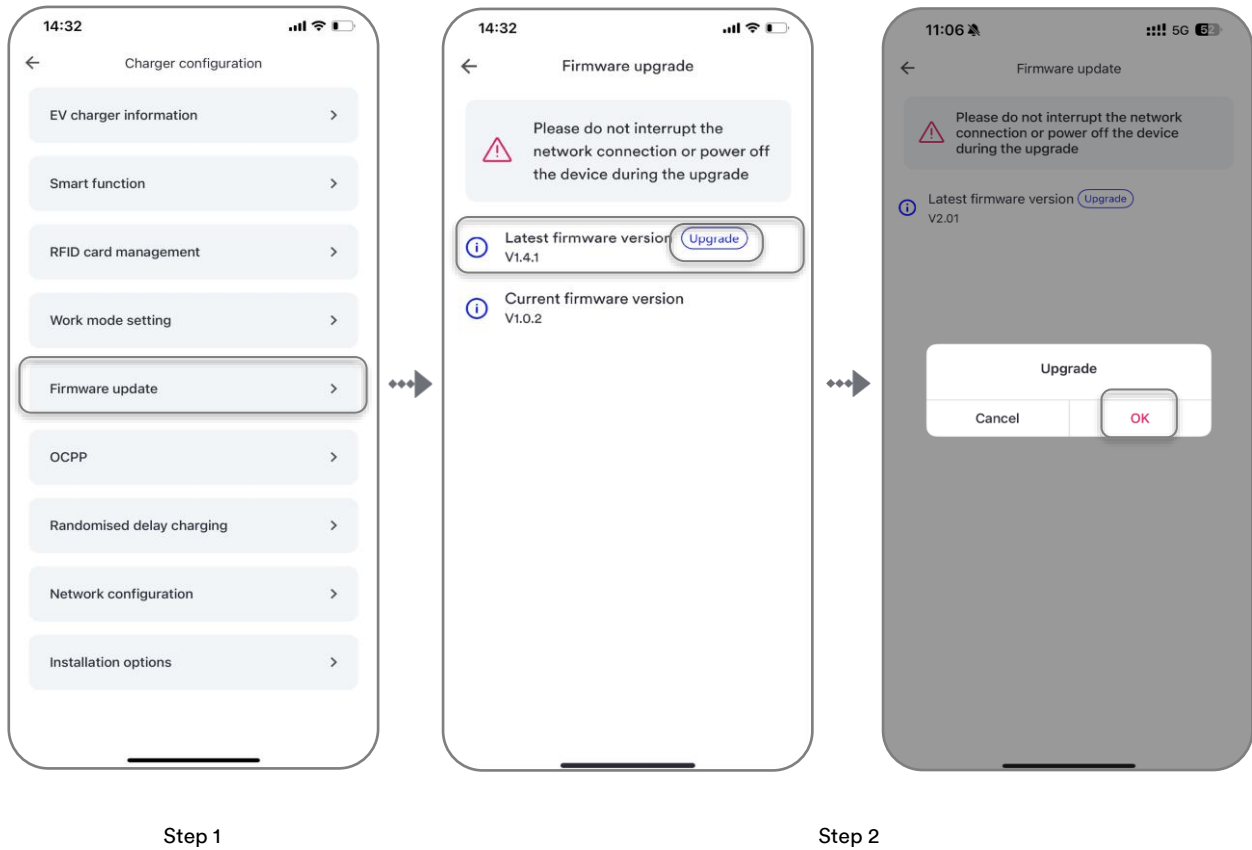 14:32
Charger configuration
EV charger information
Smart function
RFID card management
Work mode setting
Firmware update
OCPP
Randomised delay charging
Network configuration
Installation options
14:32
Firmware upgrade
Please do not interrupt the
network connection or power off
the device during the upgrade
Latest firmware version Upgrade
V1.4.1
Current firmware version
V1.0.2
11:06 5G 52
Firmware update
Please do not interrupt the network
connection or power off the device
during the upgrade
Latest firmware version Upgrade
V2.01
Upgrade
Cancel OK
Step 1
Step 2